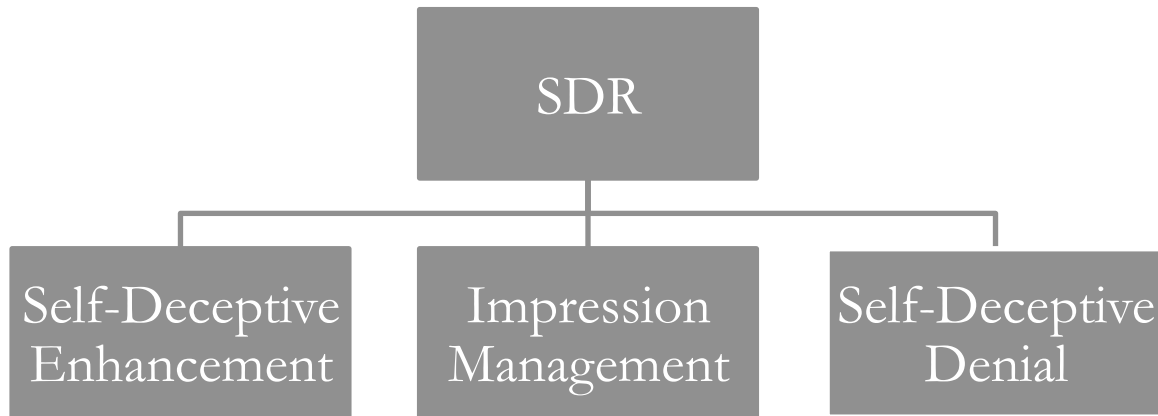 SDR
Self-Deceptive
Enhancement
Impression
Management
Self-Deceptive
Denial